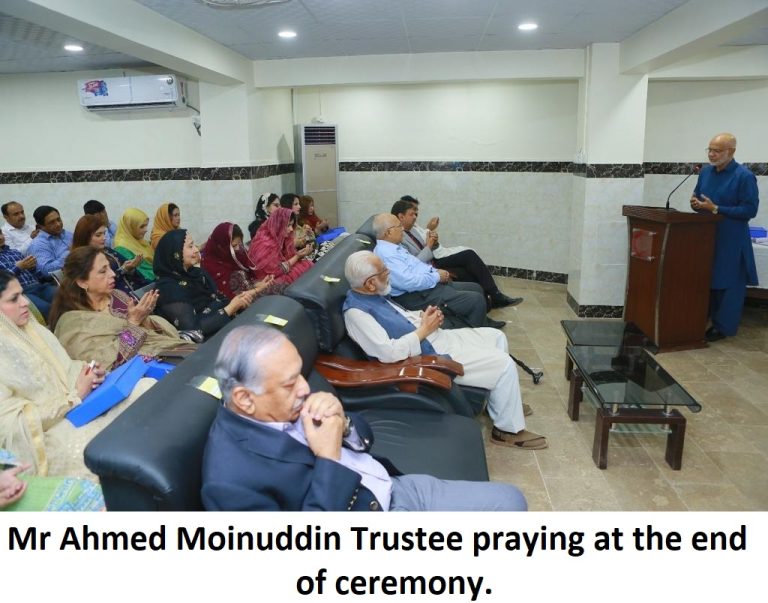 Mr Ahmed Moinuddin Trustee praying at the end
of ceremony.